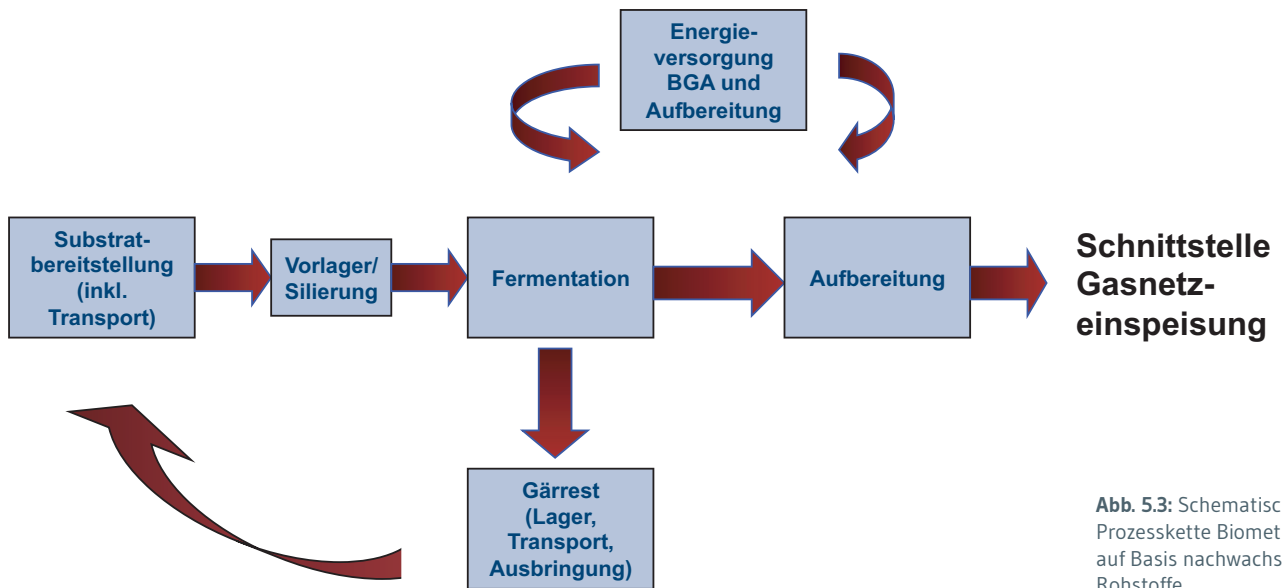 Energie-
versorgung
BGA und
Aufbereitung
Substrat-
bereitstellung
(inkl.
Transport)
Vorlager/
Silierung
Fermentation
Aufbereitung
Schnittstelle
Gasnetz-
einspeisung
Gärrest
(Lager,
Transport,
Ausbringung)
Abb. 5.3: Schematisc
Prozesskette Biomet
auf Basis nachwachs
Rohstoffe